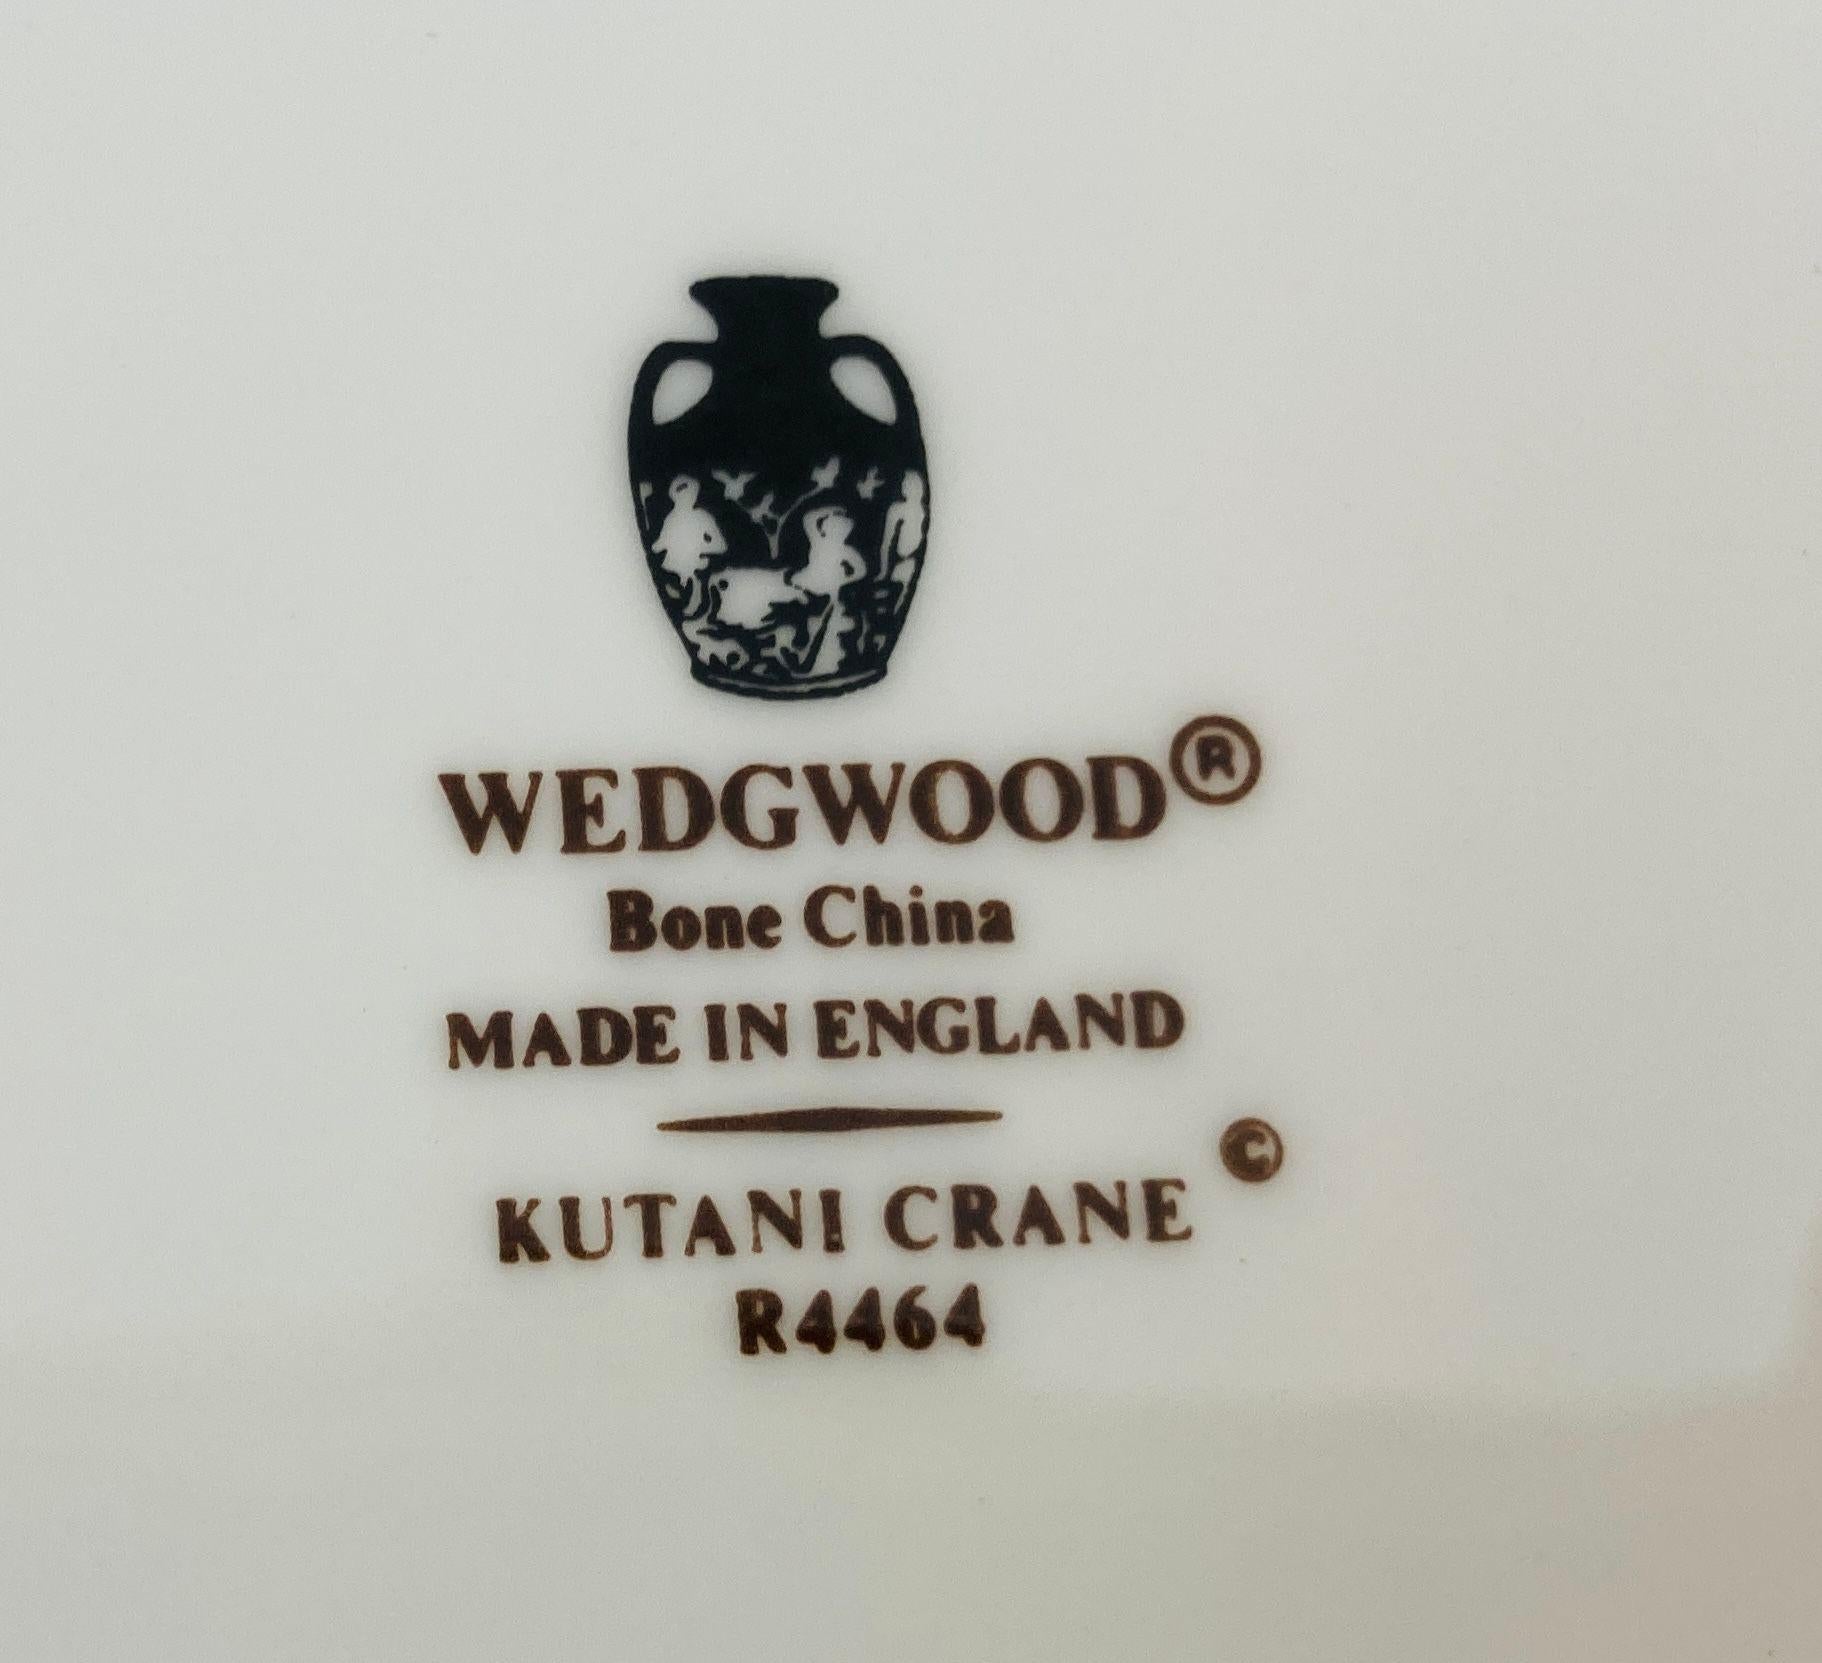 WEDGWOOD®
Bone China
MADE IN ENGLAND
KUTANI CRANE ©
R4464